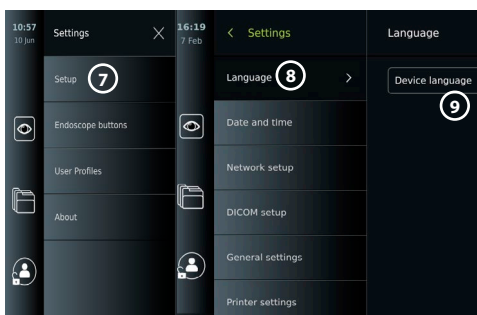 10:57
10 Jun
Settings
Setup 7
Endoscope buttons
User Profiles
About
16:19
7 Feb
Settings
Language 8
Date and time
Network setup
DICOM setup
General settings
Printer settings
Language
Device language
9